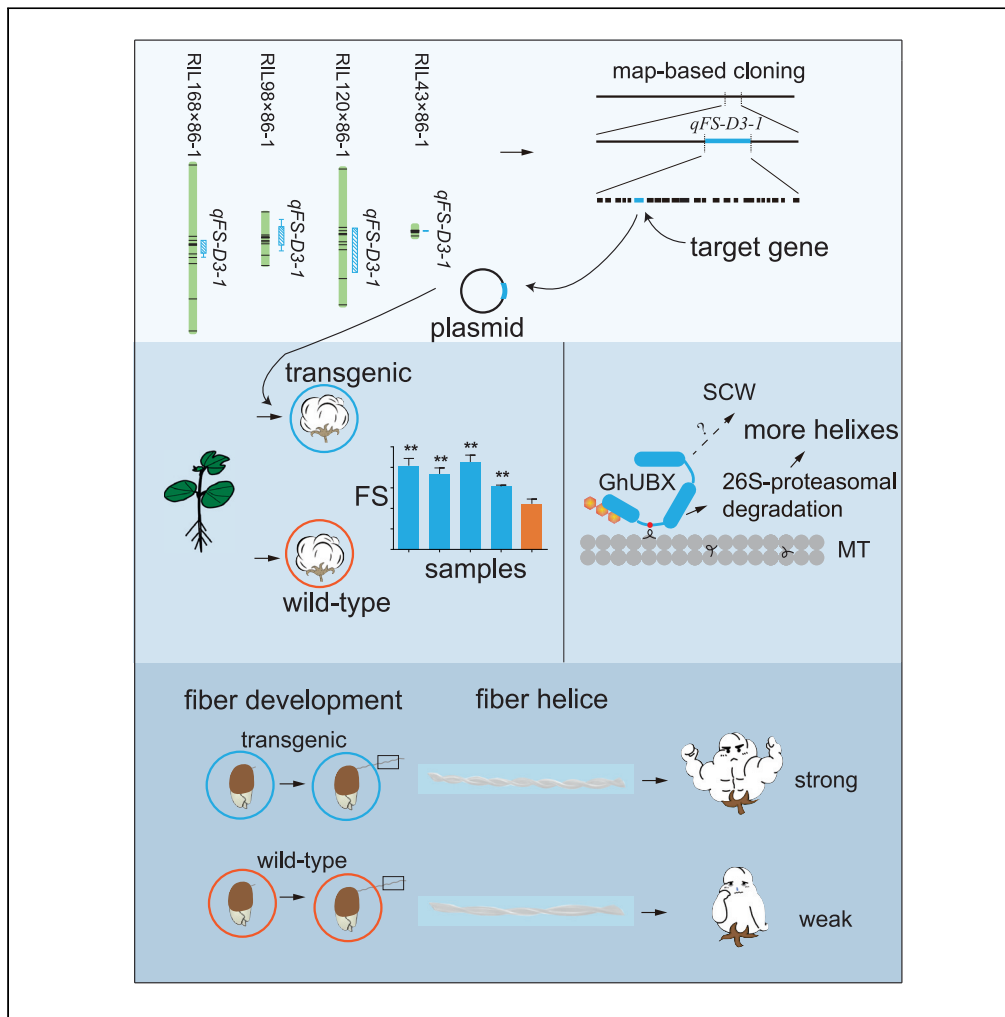 RIL168×86-1
RIL98×86-1
RIL120×86-1
RIL43×86-1
qFS-D3-1
qFS-D3-1
qFS-D3-1
qFS-D3-1
map-based cloning
qFS-D3-1
target gene
plasmid
transgenic
wild-type
FS
**
**
**
**
samples
SCW
?
more helixes
GhUBX
26S-proteasomal
degradation
MT
fiber development
fiber helice
transgenic
strong
wild-type
weak